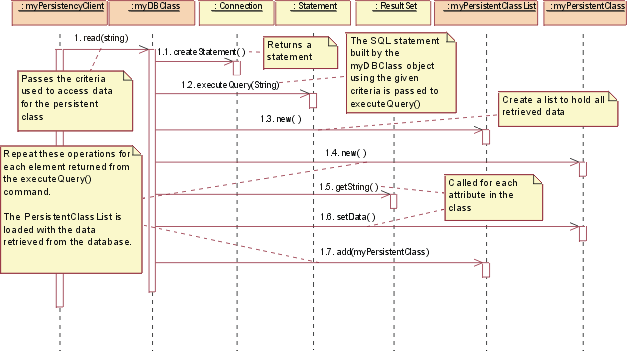 : myPersistencyClient
: myDBClass
: Connection
: Statement
: ResultSet
: myPersistentClassList
: myPersistentClass
1. read(string)
1.1. createStatement( )
Returns a
statement
The SQL statement
built by the
myDBClass object
using the given
criteria is passed to
executeQuery()
Passes the criteria
used to access data
for the persistent
class
1.2. executeQuery(String)
Create a list to hold all
retrieved data
1.3. new( )
Repeat these operations for
each element returned from
the executeQuery()
command.
The PersistentClassList is
loaded with the data
retrieved from the database.
1.4. new( )
1.5. getString( )
Called for each
attribute in the
class
1.6. setData( )
1.7. add(myPersistentClass)